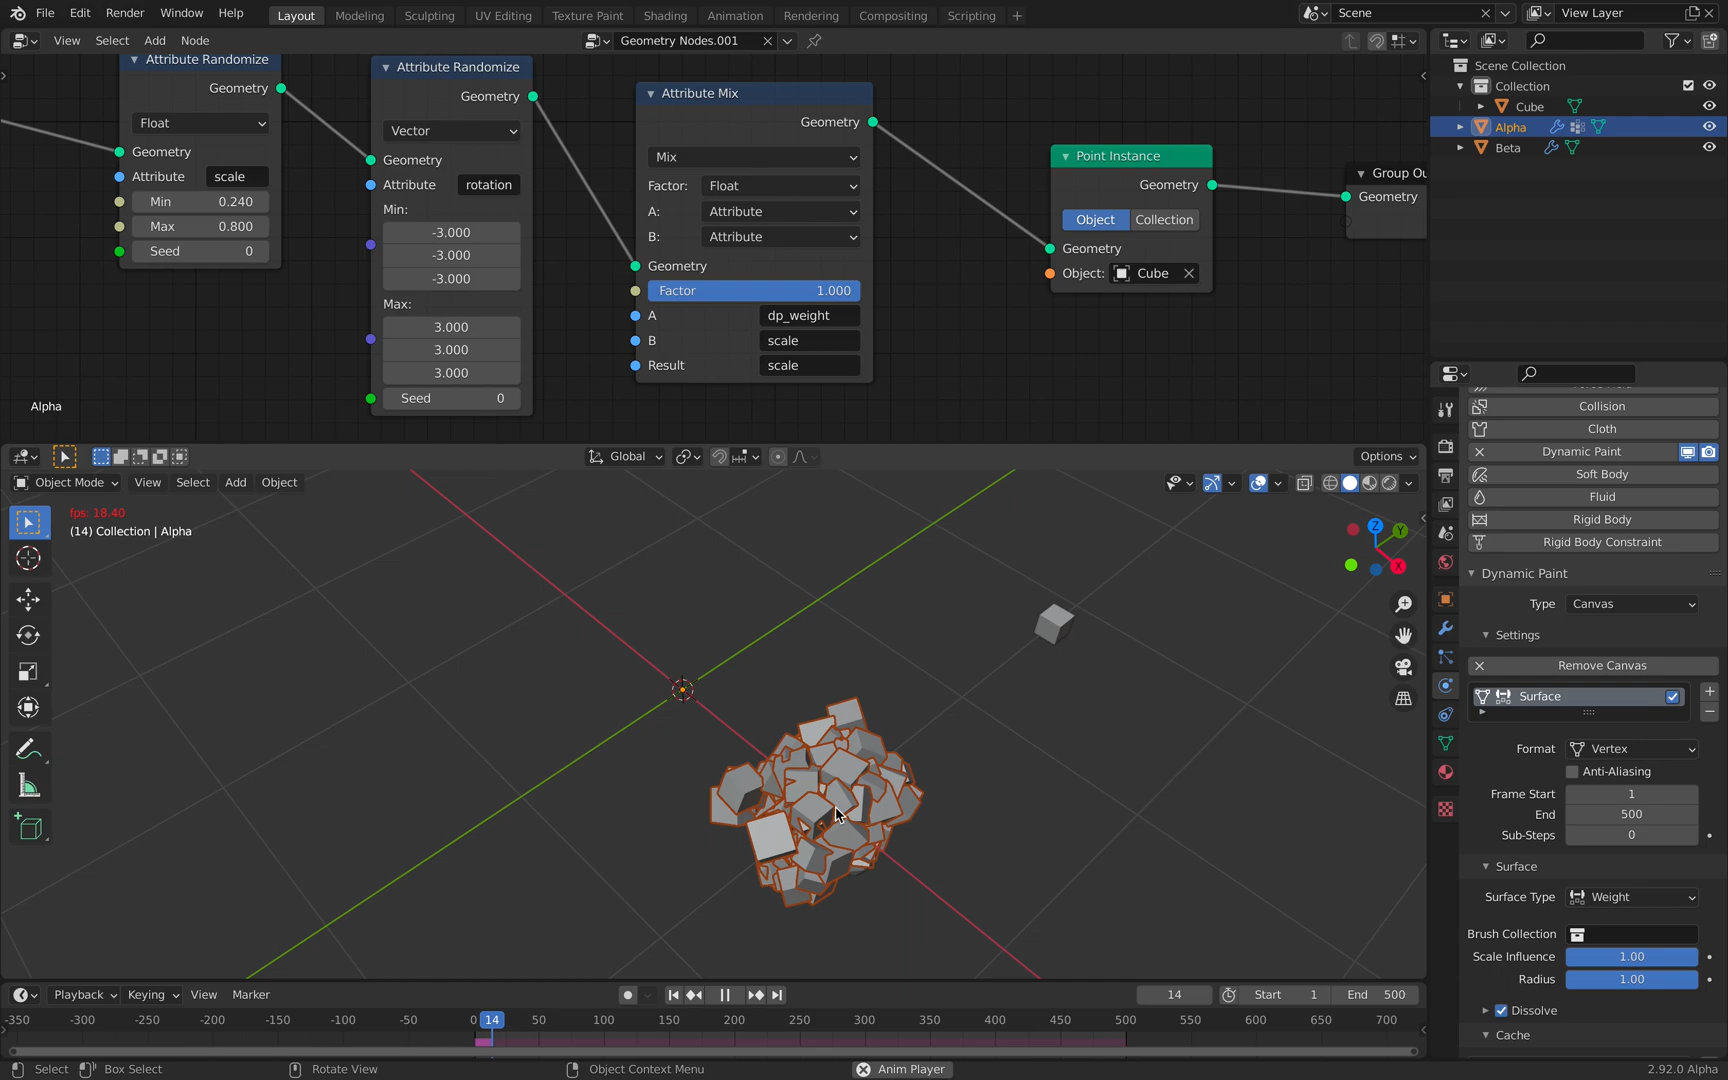 File Edit Render Window Help Layout Modeling Sculpting UV Editing Texture Paint Shading Animation Rendering Compositing Scripting + Scene View Layer
View Select Add Node Geometry Nodes.001
Attribute Randomize
Geometry
Float
Geometry
Attribute scale
Min 0.240
Max 0.800
Seed 0
Attribute Randomize
Geometry
Vector
Geometry
Attribute rotation
Min:
-3.000
-3.000
-3.000
Max:
3.000
3.000
3.000
Seed 0
Attribute Mix
Geometry
Mix
Factor: Float
A: Attribute
B: Attribute
Geometry
Factor 1.000
A dp_weight
B scale
Result scale
Point Instance
Geometry
Object Collection
Geometry
Object: Cube
Group Ou
Geometry
Alpha
Scene Collection
Collection
Cube
Alpha
Beta
Global Options
Object Mode View Select Add Object
fps: 18.40
(14) Collection | Alpha
Z
Y
X
Collision
Cloth
Dynamic Paint
Soft Body
Fluid
Rigid Body
Rigid Body Constraint
Dynamic Paint
Type Canvas
Settings
Remove Canvas
Surface
Format Vertex
Anti-Aliasing
Frame Start 1
End 500
Sub-Steps 0
Surface
Surface Type Weight
Brush Collection
Scale Influence 1.00
Radius 1.00
Dissolve
Cache
Playback Keying View Marker 14 Start 1 End 500
-350 -300 -250 -200 -150 -100 -50 0 14 50 100 150 200 250 300 350 400 450 500 550 600 650 700
Select Box Select Rotate View Object Context Menu Anim Player 2.92.0 Alpha